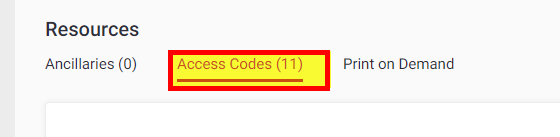 Resources
Ancillaries (0) Access Codes (11) Print on Demand